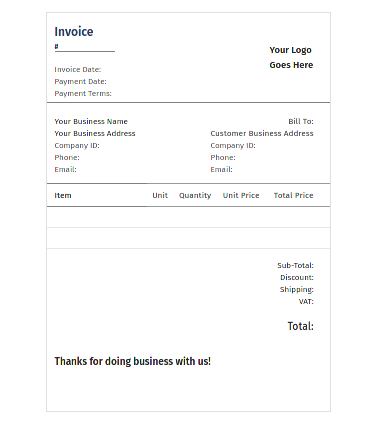 Invoice
#
Your Logo
Goes Here
Invoice Date:
Payment Date:
Payment Terms:
Your Business Name
Your Business Address
Company ID:
Phone:
Email:
Bill To:
Customer Business Address
Company ID:
Phone:
Email:
Item Unit Quantity Unit Price Total Price
Sub-Total:
Discount:
Shipping:
VAT:
Total:
Thanks for doing business with us!